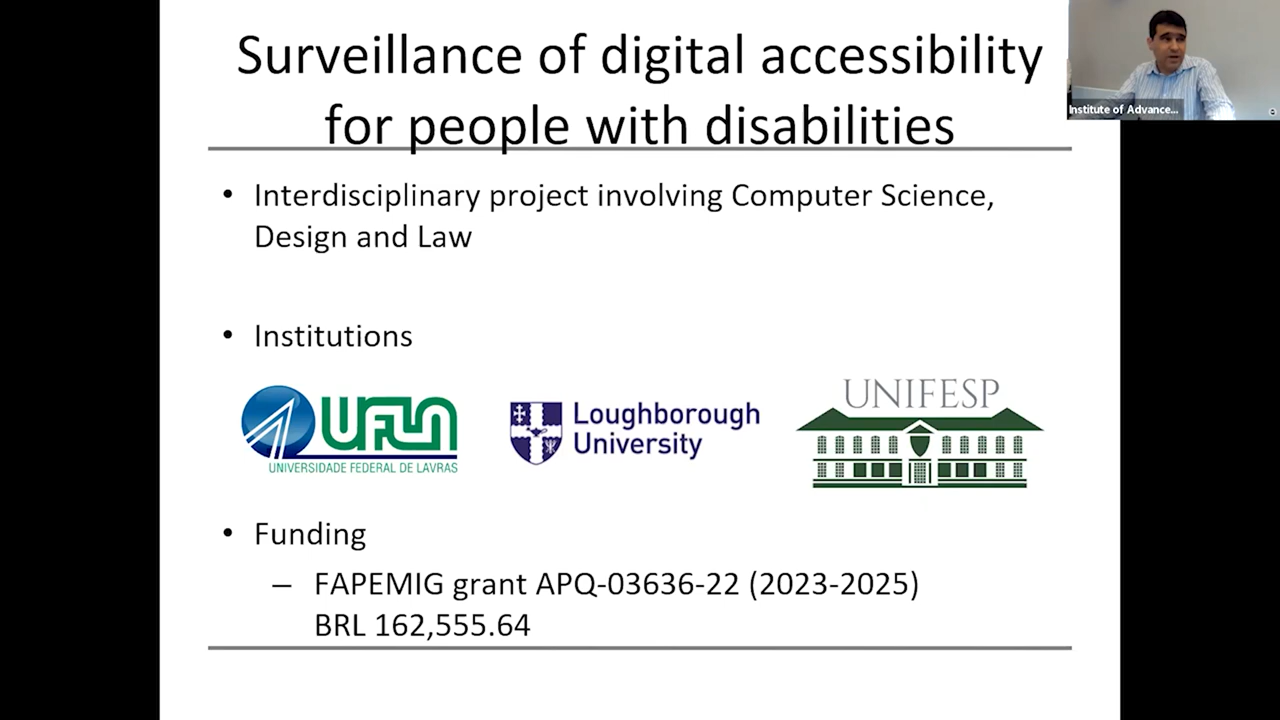 Surveillance of digital accessibility
for people with disabilities
Institute of Advance...
• Interdisciplinary project involving Computer Science,
Design and Law
• Institutions
UFLA
UNIVERSIDADE FEDERAL DE LAVRAS
Loughborough
University
UNIFESP
• Funding
– FAPEMIG grant APQ-03636-22 (2023-2025)
BRL 162,555.64